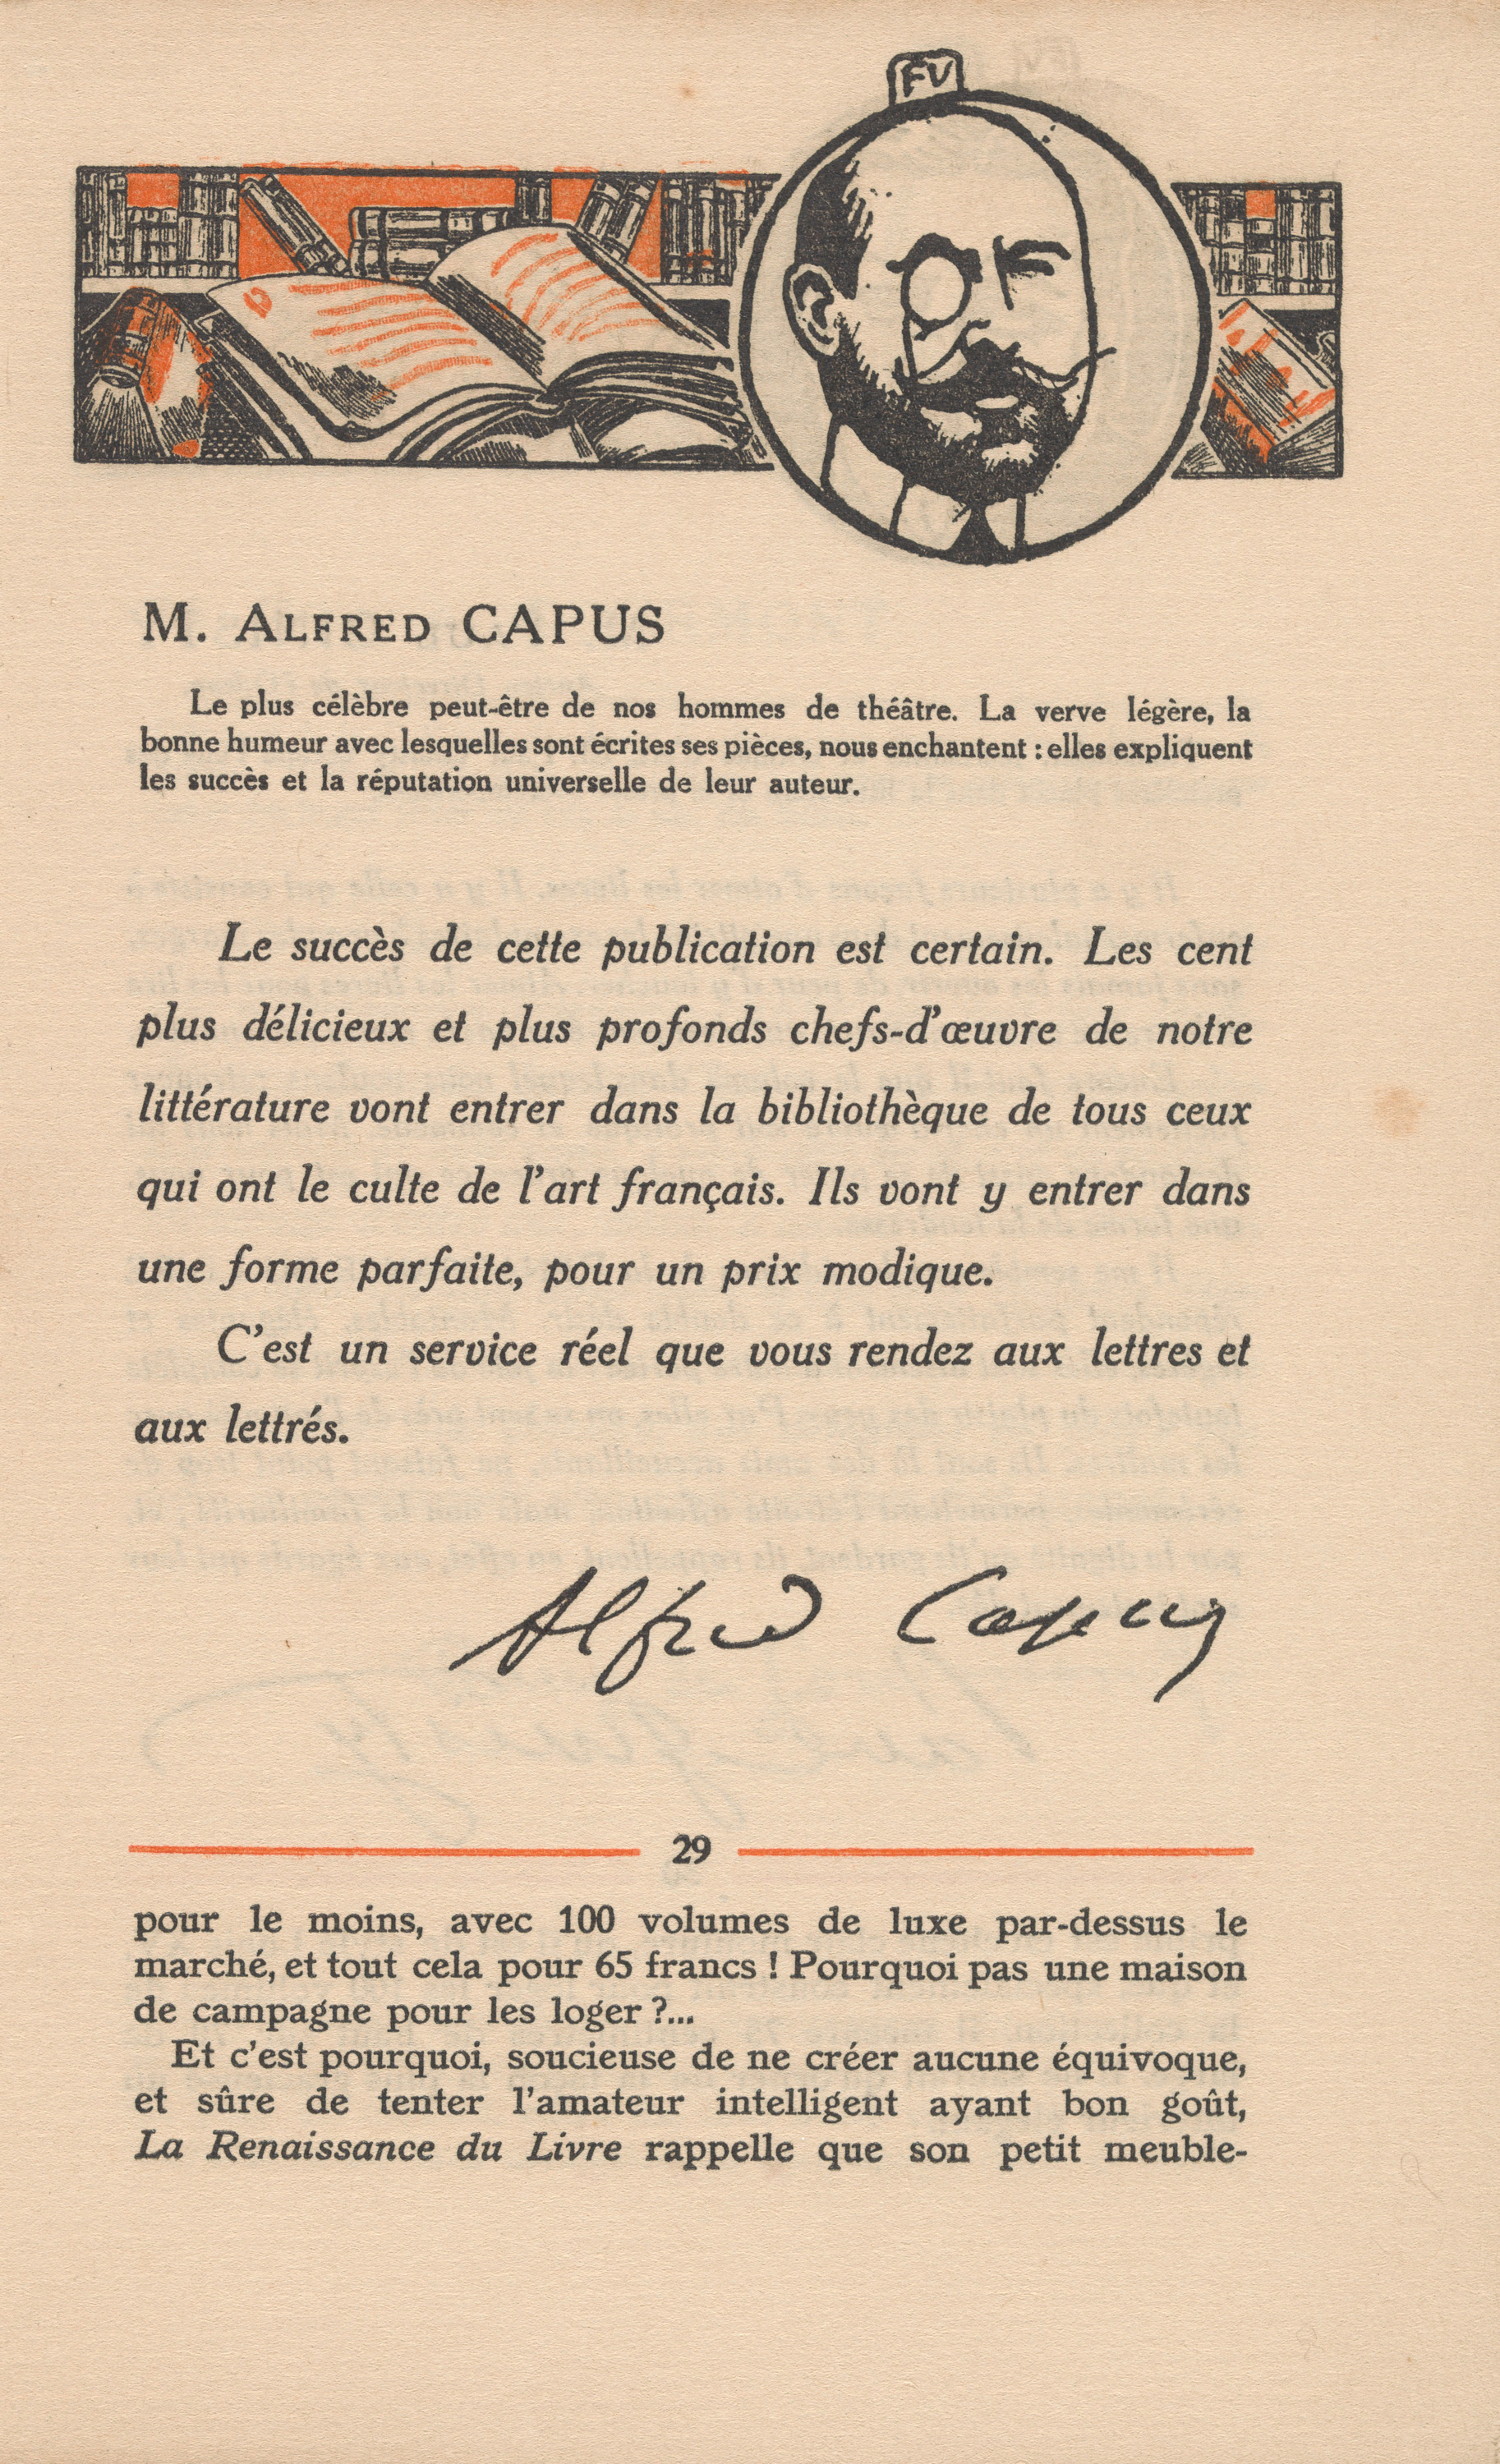 FV
M. ALFRED CAPUS
Le plus célèbre peut-être de nos hommes de théâtre. La verve légère, la
bonne humeur avec lesquelles sont écrites ses pièces, nous enchantent : elles expliquent
les succès et la réputation universelle de leur auteur.
Le succès de cette publication est certain. Les cent
plus délicieux et plus profonds chefs-d'œuvre de notre
littérature vont entrer dans la bibliothèque de tous ceux
qui ont le culte de l'art français. Ils vont y entrer dans
une forme parfaite, pour un prix modique.
C'est un service réel que vous rendez aux lettres et
aux lettrés.
Alfred Capus
29
pour le moins, avec 100 volumes de luxe par-dessus le
marché, et tout cela pour 65 francs ! Pourquoi pas une maison
de campagne pour les loger ?...
Et c'est pourquoi, soucieuse de ne créer aucune équivoque,
et sûre de tenter l'amateur intelligent ayant bon goût,
La Renaissance du Livre rappelle que son petit meuble-